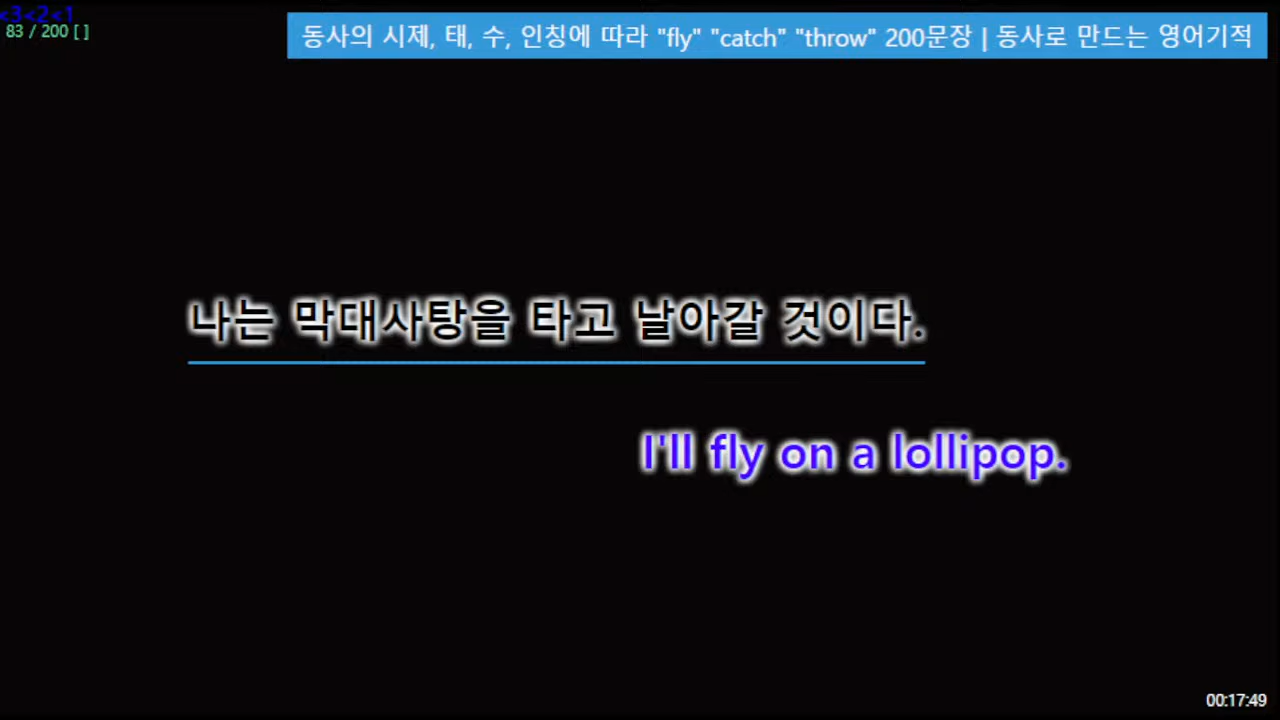 <3<2<1
83 / 200 [ ]
동사의 시제, 태, 수, 인칭에 따라 "fly" "catch" "throw" 200문장 | 동사로 만드는 영어기적
나는 막대사탕을 타고 날아갈 것이다.
I'll fly on a lollipop.
00:17:49